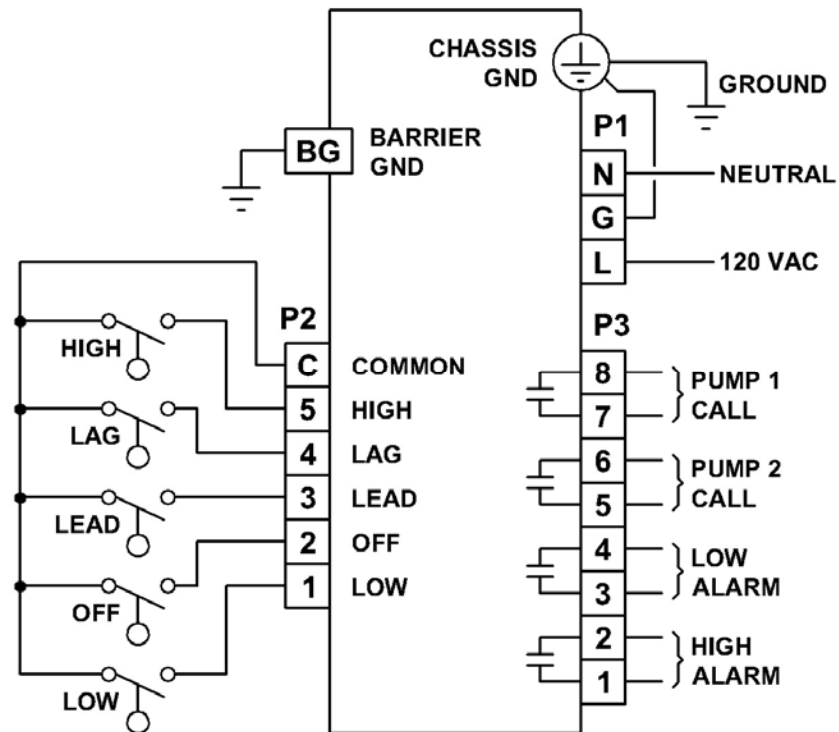 CHASSIS
GND
GROUND
BG
BARRIER
GND
P1
N
NEUTRAL
G
L
120 VAC
P2
HIGH
LAG
LEAD
OFF
LOW
C
COMMON
5
HIGH
4
LAG
3
LEAD
2
OFF
1
LOW
P3
8
7
PUMP 1
CALL
6
5
PUMP 2
CALL
4
3
LOW
ALARM
2
1
HIGH
ALARM